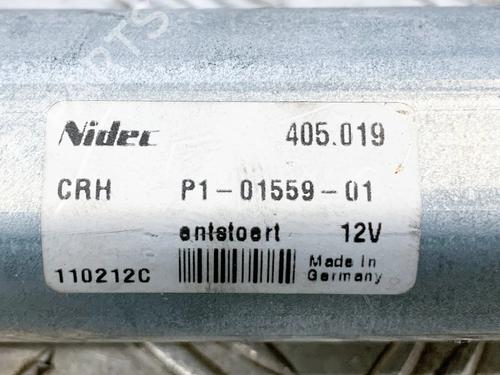 Nidec 405.019
CRH P1-01559-01
entstoert 12V
110212C Made in
Germany